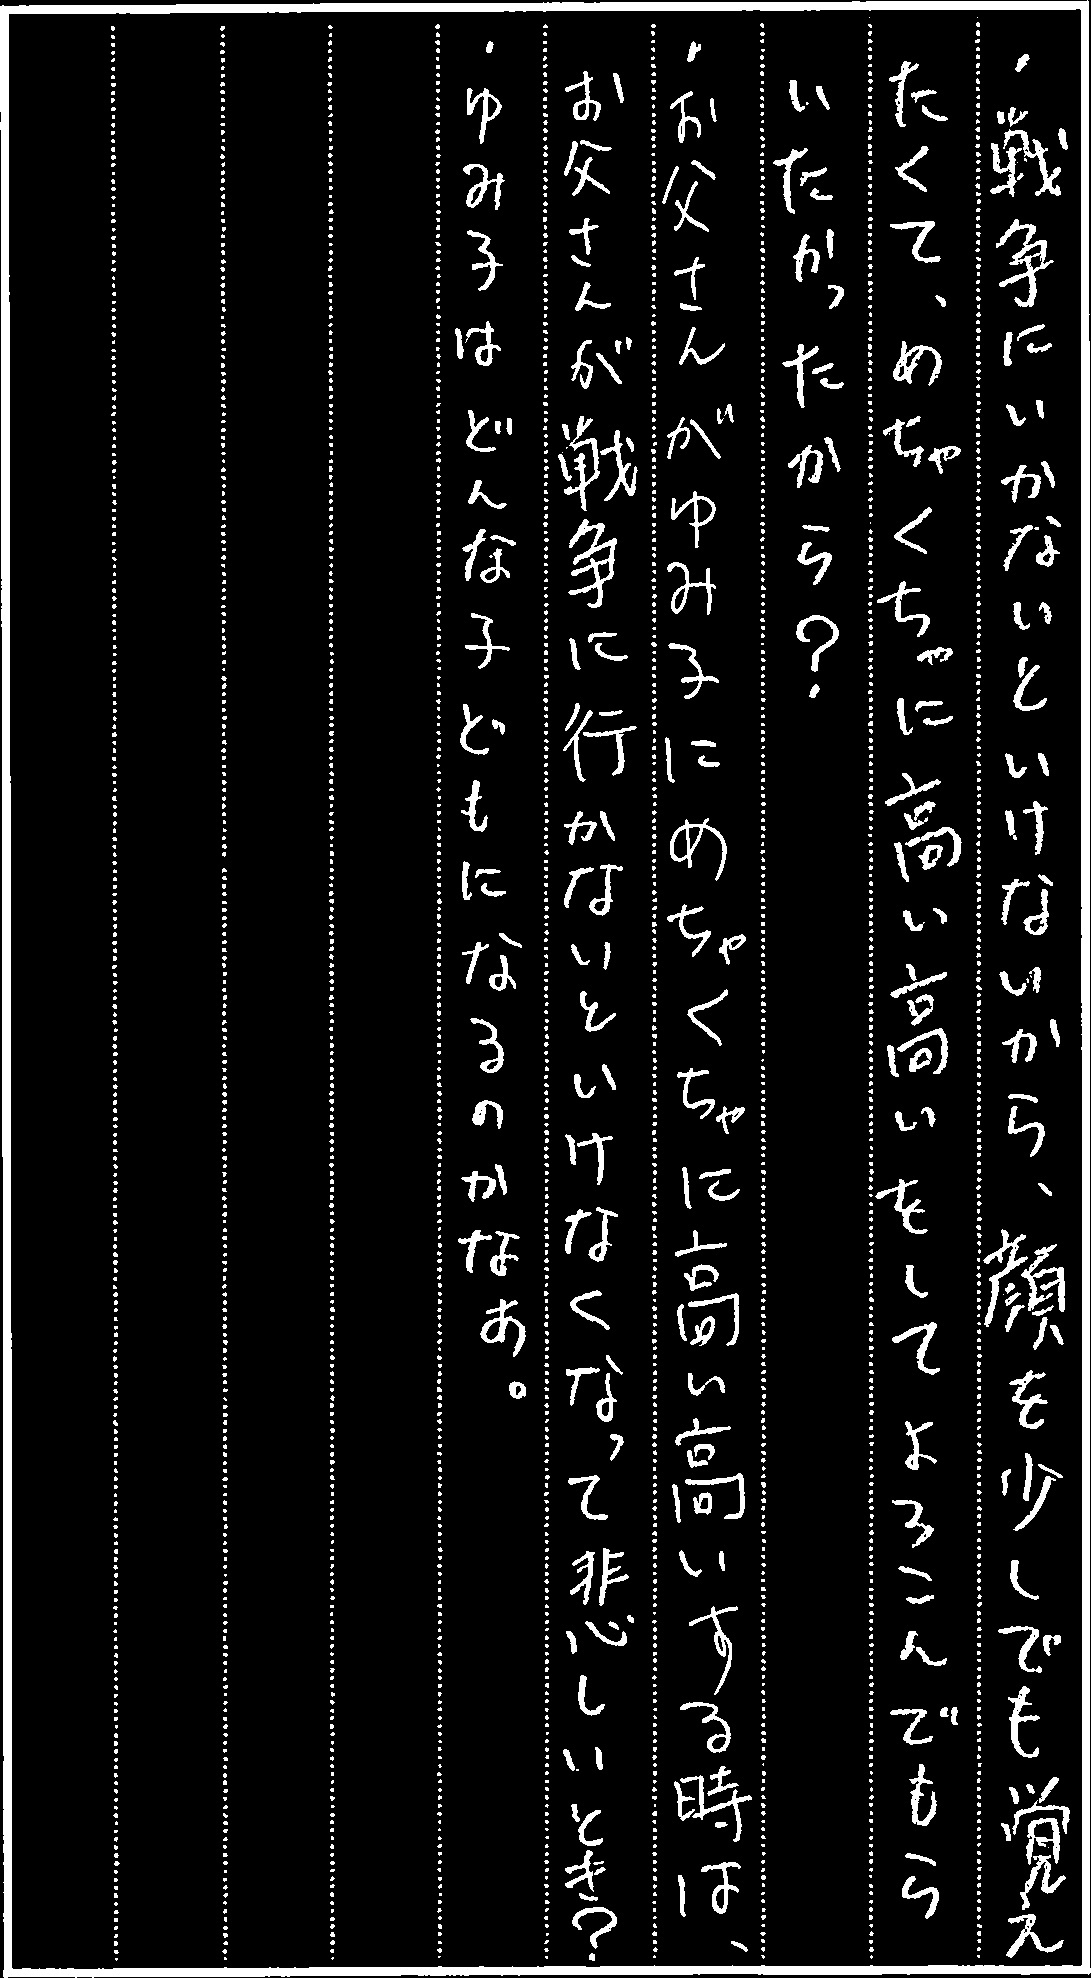 ・戦争にいかないといけないから、顔を少しでも覚え
たくて、めちゃくちゃに高い高いをしてよろこんでもら
いたかったから?
・お父さんがゆみ子にめちゃくちゃに高い高いする時は、
お父さんが戦争に行かないといけなくなって悲しいとき?
・ゆみ子はどんな子どもになるのかなあ。